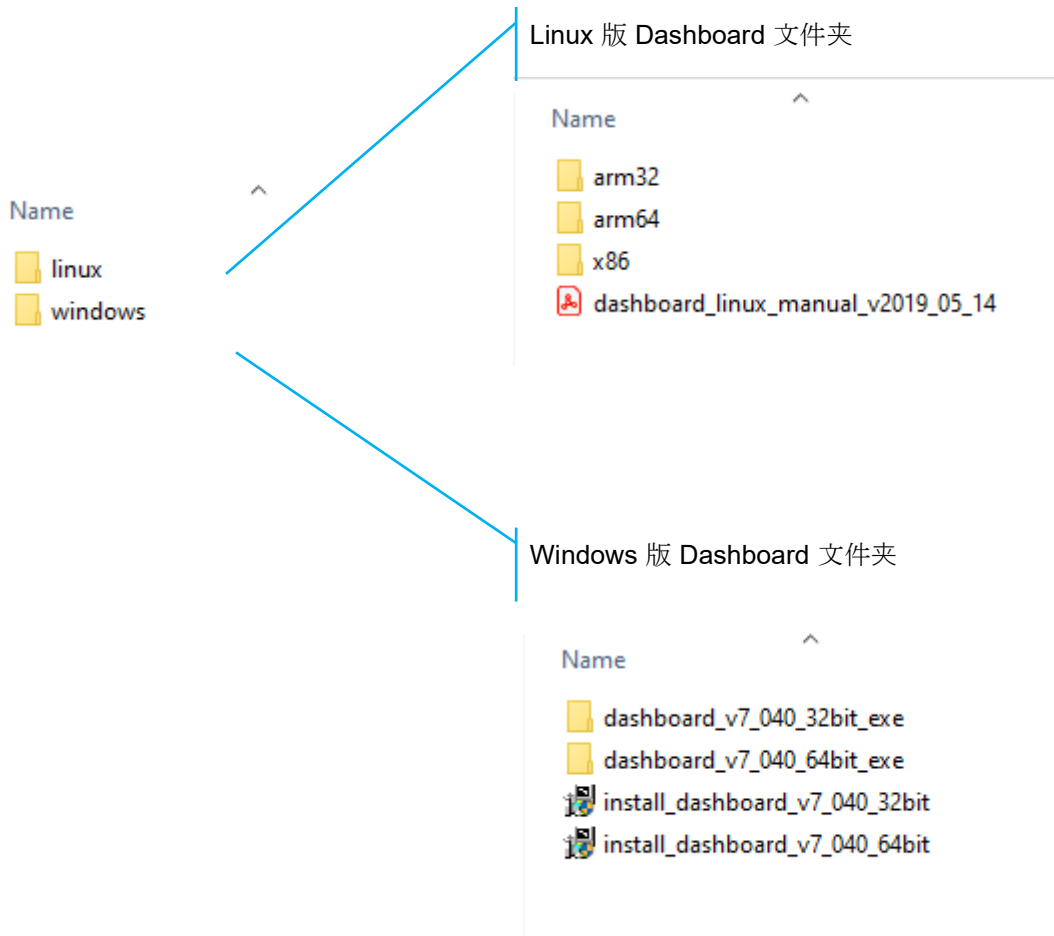 Name
linux
windows
Linux 版 Dashboard 文件夹
Name
arm32
arm64
x86
dashboard_linux_manual_v2019_05_14
Windows 版 Dashboard 文件夹
Name
dashboard_v7_040_32bit_exe
dashboard_v7_040_64bit_exe
install_dashboard_v7_040_32bit
install_dashboard_v7_040_64bit